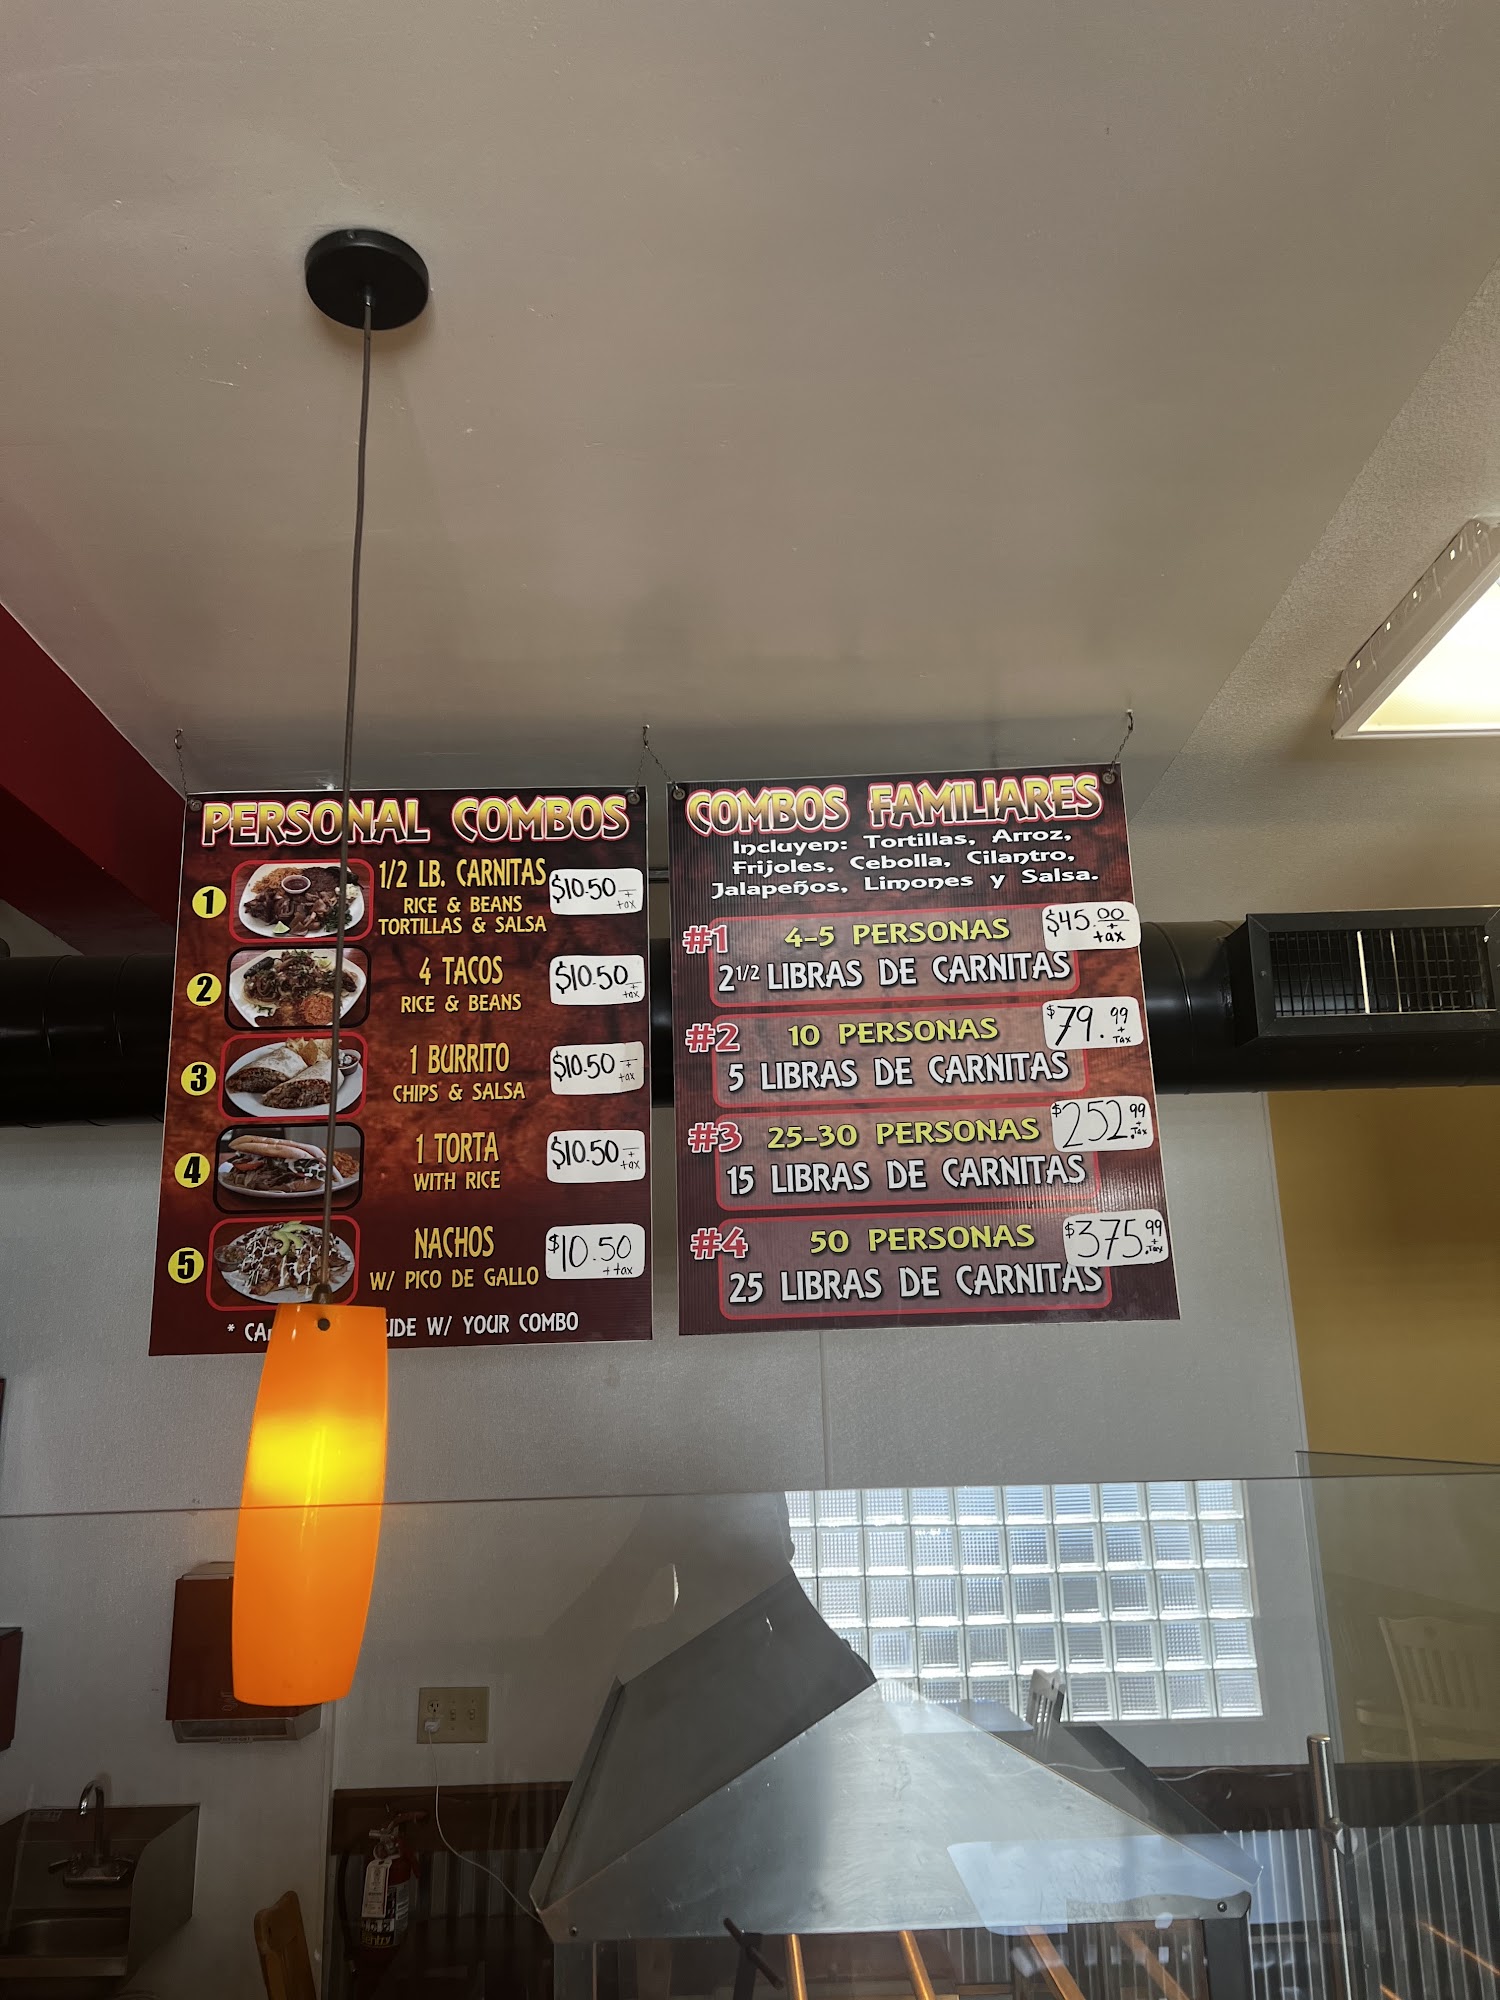 PERSONAL COMBOS
1
1/2 LB. CARNITAS
RICE & BEANS
TORTILLAS & SALSA
$10.50 + tax
2
4 TACOS
RICE & BEANS
$10.50 + tax
3
1 BURRITO
CHIPS & SALSA
$10.50 + tax
4
1 TORTA
WITH RICE
$10.50 + tax
5
NACHOS
W/ PICO DE GALLO
$10.50 + tax
* W/ YOUR COMBO
COMBOS FAMILIARES
Incluyen: Tortillas, Arroz,
Frijoles, Cebolla, Cilantro,
Jalapeños, Limones y Salsa.
#1 4-5 PERSONAS $45.00 + tax
2 1/2 LIBRAS DE CARNITAS
#2 10 PERSONAS $79.99 + Tax
5 LIBRAS DE CARNITAS
#3 25-30 PERSONAS $252.99 + Tax
15 LIBRAS DE CARNITAS
#4 50 PERSONAS $375.99 + Tax
25 LIBRAS DE CARNITAS